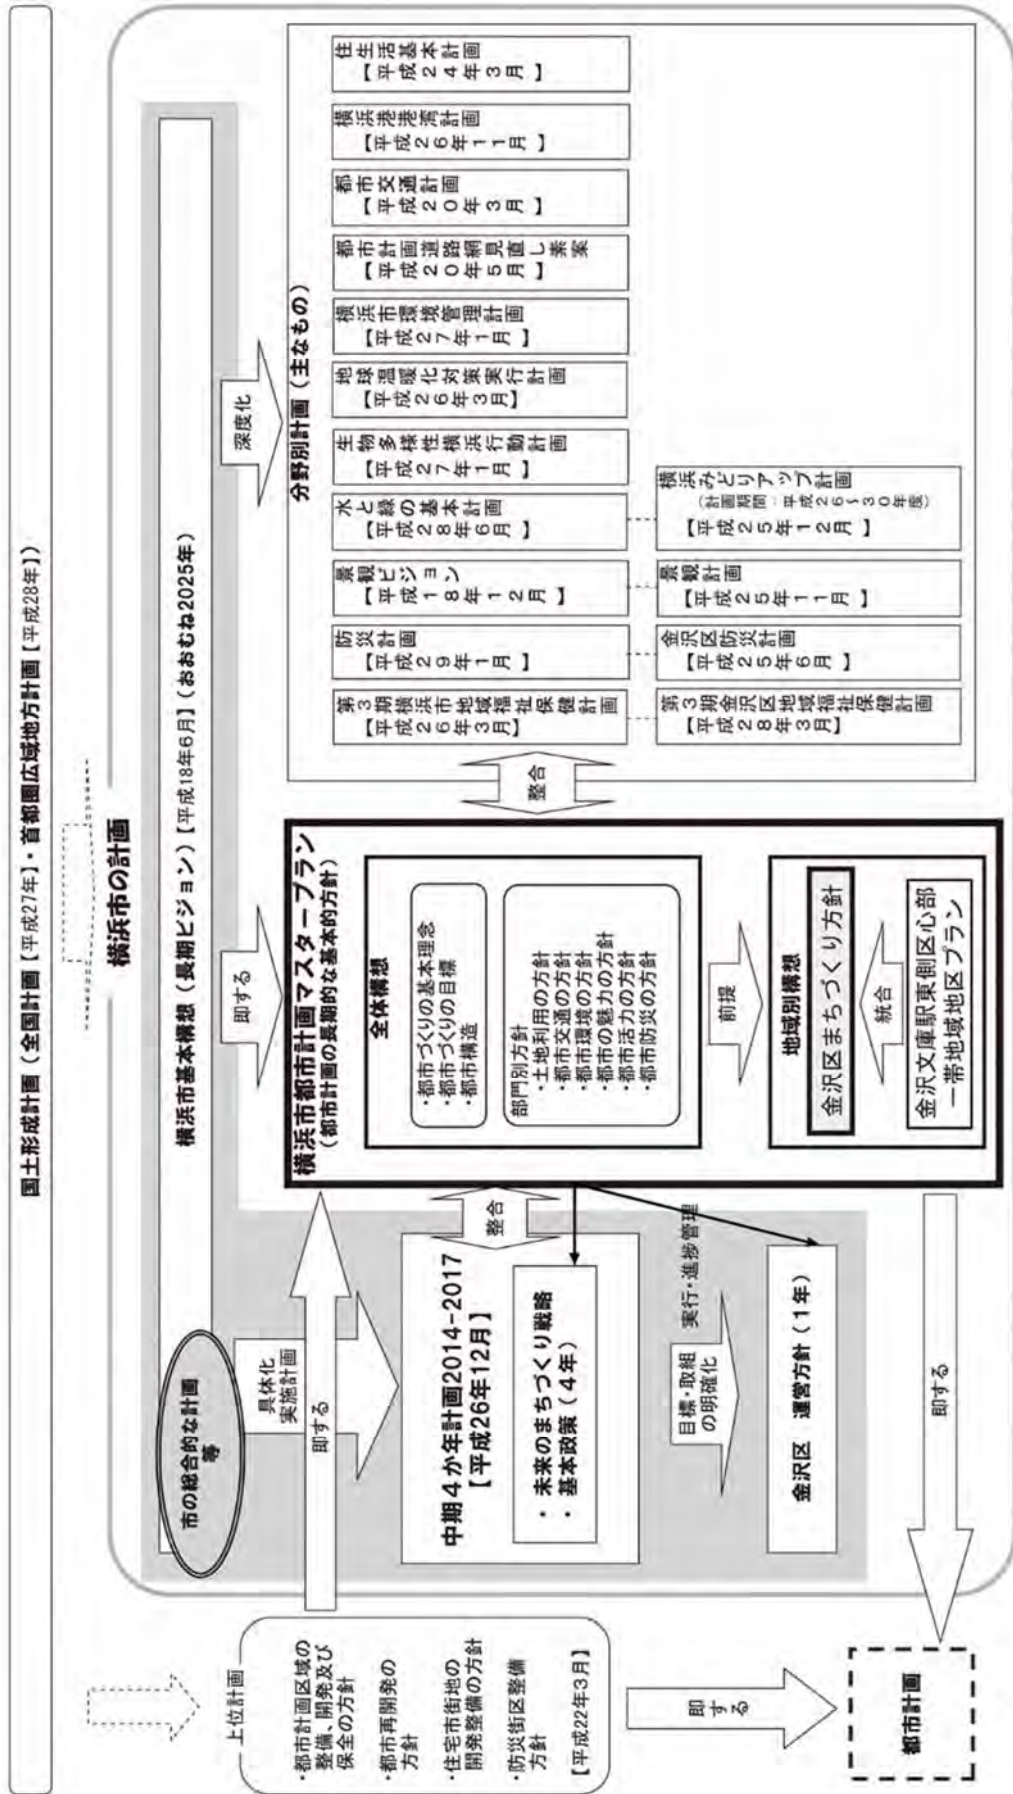 国土形成計画(全国計画【平成27年】・首都圏広域地方計画【平成28年】)
横浜市の計画
横浜市基本構想(長期ビジョン)【平成18年6月】(おおむね2025年)
市の総合的な計画
等
上位計画
・都市計画区域の
整備、開発及び
保全の方針
・都市再開発の
方針
・住宅市街地の
開発整備の方針
・防災街区整備
方針
【平成22年3月】
即する
都市計画
具体化
実施計画
即する
中期4か年計画2014-2017
【平成26年12月】
・ 未来のまちづくり戦略
・ 基本政策(4年)
目標・取組
の明確化
実行・進捗管理
金沢区 運営方針(1年)
整合
即する
即する
横浜市都市計画マスタープラン
(都市計画の長期的な基本的方針)
全体構想
・都市づくりの基本理念
・都市づくりの目標
・都市構造
部門別方針
・土地利用の方針
・都市交通の方針
・都市環境の方針
・都市の魅力の方針
・都市活力の方針
・都市防災の方針
前提
地域別構想
金沢区まちづくり方針
統合
金沢文庫駅東側区心部
一帯地域地区プラン
整合
深度化
分野別計画(主なもの)
第3期横浜市地域福祉保健計画
【平成26年3月】
防災計画
【平成29年1月】
景観ビジョン
【平成18年12月】
水と緑の基本計画
【平成28年6月】
生物多様性横浜行動計画
【平成27年1月】
地球温暖化対策実行計画
【平成26年3月】
横浜市環境管理計画
【平成27年1月】
都市計画道路網見直し素案
【平成20年5月】
都市交通計画
【平成20年3月】
横浜港港湾計画
【平成26年11月】
住生活基本計画
【平成24年3月】
第3期金沢区地域福祉保健計画
【平成28年3月】
金沢区防災計画
【平成25年6月】
景観計画
【平成25年11月】
横浜みどりアップ計画
(計画期間:平成26~30年度)
【平成25年12月】